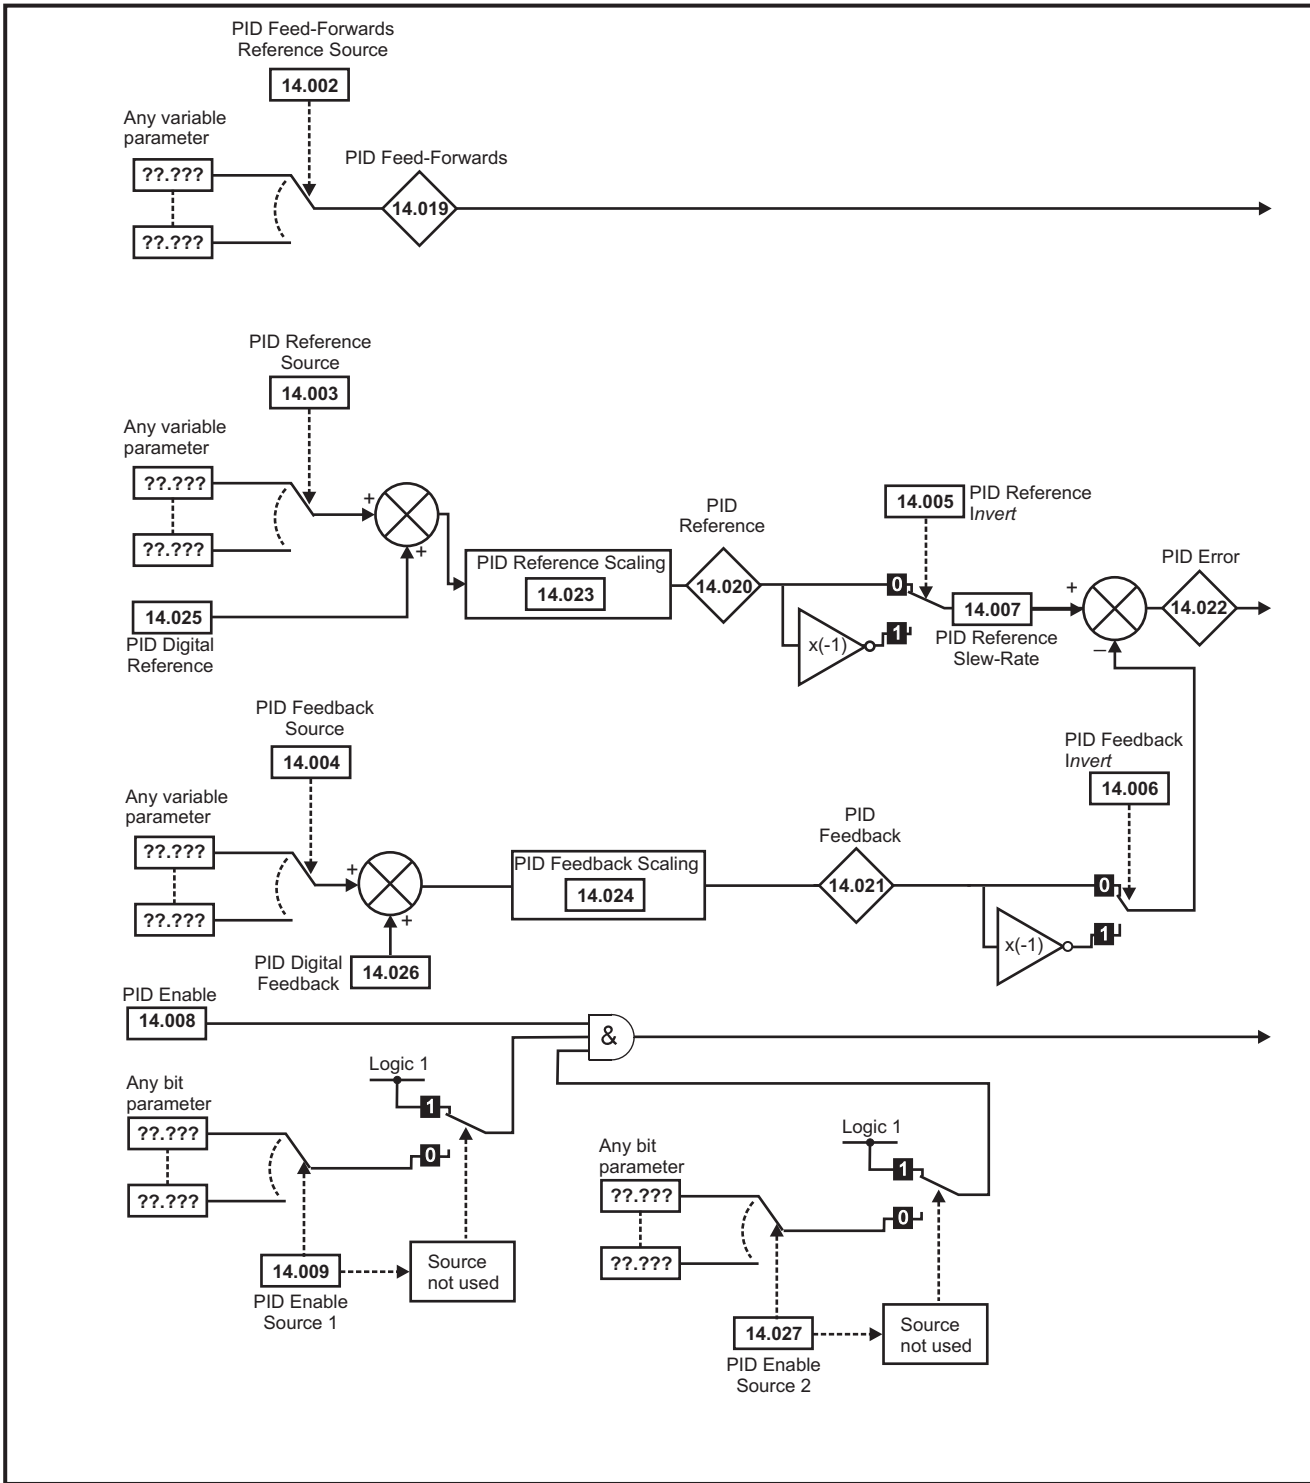 PID Feed-Forwards
Reference Source
14.002
Any variable
parameter
??.???
??.???
PID Feed-Forwards
14.019
PID Reference
Source
14.003
Any variable
parameter
??.???
??.???
+
+
14.025
PID Digital
Reference
PID Reference Scaling
14.023
PID
Reference
14.020
14.005
PID Reference
Invert
0
1
x(-1)
14.007
PID Reference
Slew-Rate
+
–
PID Error
14.022
PID Feedback
Source
14.004
Any variable
parameter
??.???
??.???
+
+
PID Digital
Feedback
14.026
PID Feedback Scaling
14.024
PID
Feedback
14.021
PID Feedback
Invert
14.006
0
1
x(-1)
PID Enable
14.008
&
Logic 1
1
0
Any bit
parameter
??.???
??.???
14.009
PID Enable
Source 1
Source
not used
Any bit
parameter
??.???
??.???
Logic 1
1
0
14.027
PID Enable
Source 2
Source
not used